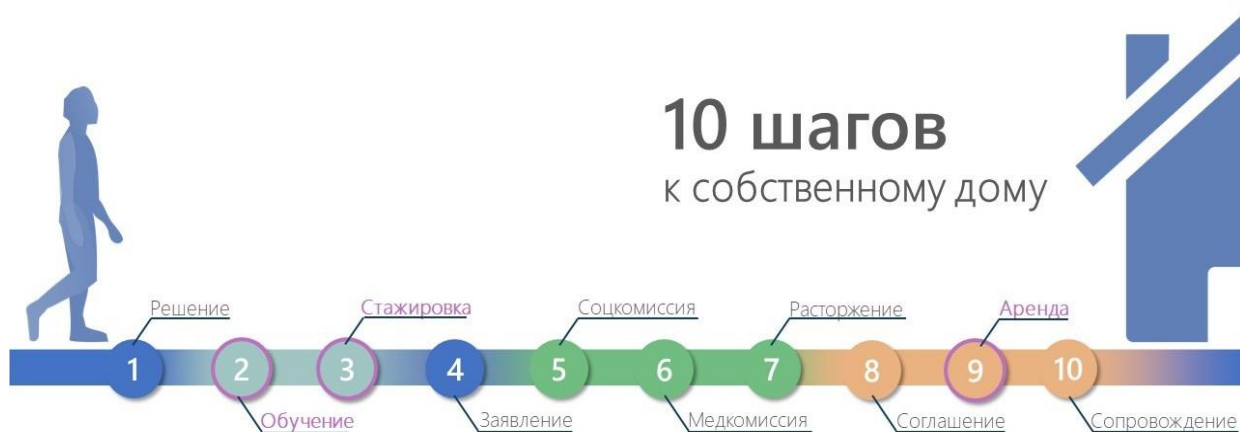 10 шагов
к собственному дому
Решение
Стажировка
Соцкомиссия
Расторжение
Аренда
1 2 3 4 5 6 7 8 9 10
Обучение
Заявление
Медкомиссия
Соглашение
Сопровождение